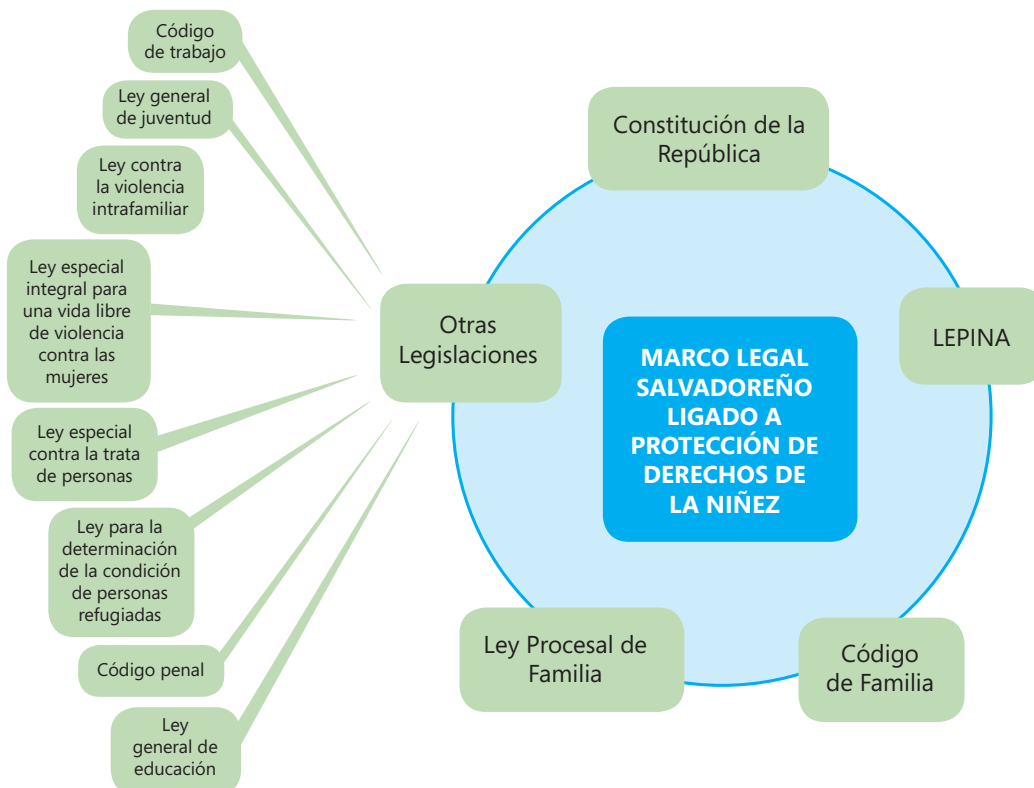 Código
de trabajo
Ley general
de juventud
Ley contra
la violencia
intrafamiliar
Ley especial
integral para
una vida libre
de violencia
contra las
mujeres
Ley especial
contra la trata
de personas
Ley para la
determinación
de la condición
de personas
refugiadas
Código penal
Ley
general de
educación
Otras
Legislaciones
Constitución de la
República
LEPINA
MARCO LEGAL
SALVADOREÑO
LIGADO A
PROTECCIÓN DE
DERECHOS DE
LA NIÑEZ
Ley Procesal de
Familia
Código
de Familia